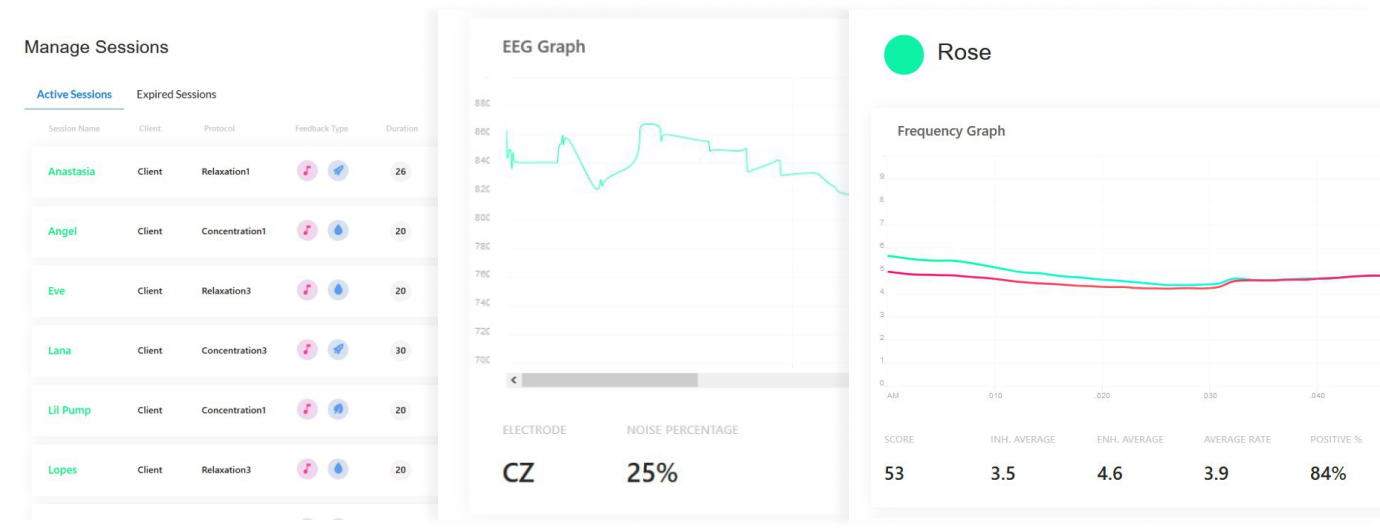 Manage Sessions
Active Sessions Expired Sessions
Session Name Client Protocol Feedback Type Duration
Anastasia Client Relaxation1 26
Angel Client Concentration1 20
Eve Client Relaxation3 20
Lana Client Concentration3 30
Lil Pump Client Concentration1 20
Lopes Client Relaxation3 20
EEG Graph
880
860
840
820
800
780
760
740
720
700
ELECTRODE NOISE PERCENTAGE
CZ 25%
Rose
Frequency Graph
9
8
7
6
5
4
3
2
1
0
AM .010 .020 .030 .040
SCORE INH. AVERAGE ENH. AVERAGE AVERAGE RATE POSITIVE %
53 3.5 4.6 3.9 84%